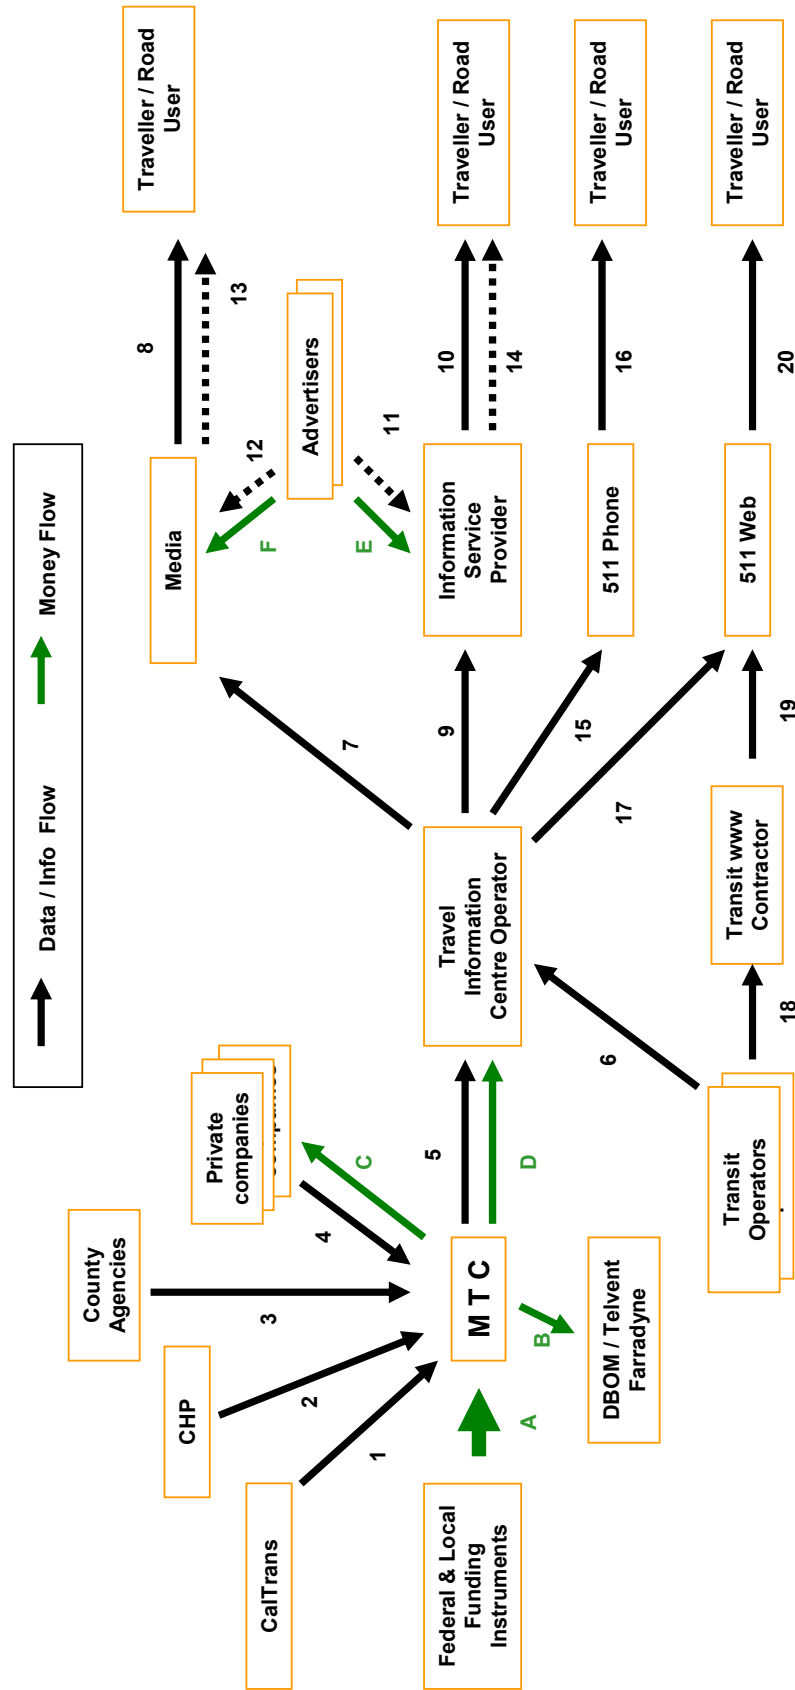 Data / Info  Flow
Money Flow
County
Agencies
CHP
CalTrans
Private
companies
3
2
1
4
C
Federal & Local
Funding
Instruments
A
M T C
B
DBOM / Telvent
Farradyne
5
D
Transit
Operators
6
18
Travel
Information
Centre Operator
Transit www
Contractor
7
9
15
17
19
Media
F
12
Advertisers
E
11
Information
Service
Provider
511 Phone
511 Web
8
13
10
14
16
20
Traveller / Road
User
Traveller / Road
User
Traveller / Road
User
Traveller / Road
User